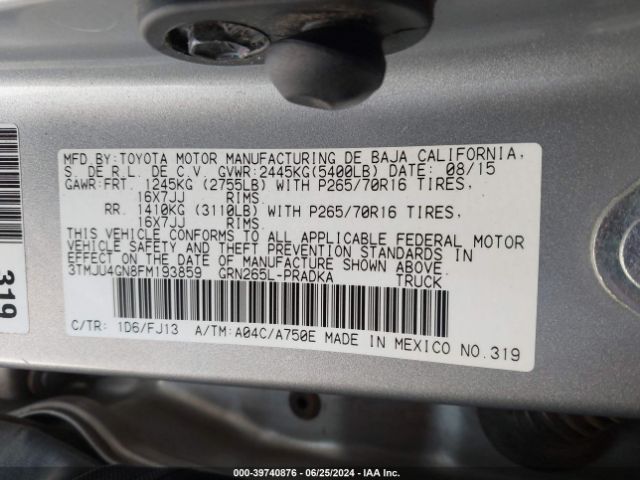 MFD.BY:TOYOTA MOTOR MANUFACTURING DE BAJA CALIFORNIA,
S. DE R.L. DE C.V. GVWR:2445KG(5400LB) DATE: 08/15
GAWR:FRT. 1245KG (2755LB) WITH P265/70R16 TIRES,
16X7JJ RIMS.
RR. 1410KG (3110LB) WITH P265/70R16 TIRES,
16X7JJ RIMS.
THIS VEHICLE CONFORMS TO ALL APPLICABLE FEDERAL MOTOR
VEHICLE SAFETY AND THEFT PREVENTION STANDARDS IN
EFFECT ON THE DATE OF MANUFACTURE SHOWN ABOVE.
3TMJU4GN8FM193859 GRN265L-PRADKA TRUCK
C/TR: 1D6/FJ13 A/TM:A04C/A750E MADE IN MEXICO NO.319
319
000-39740876 / 06/25/2024 / IAA, Inc.